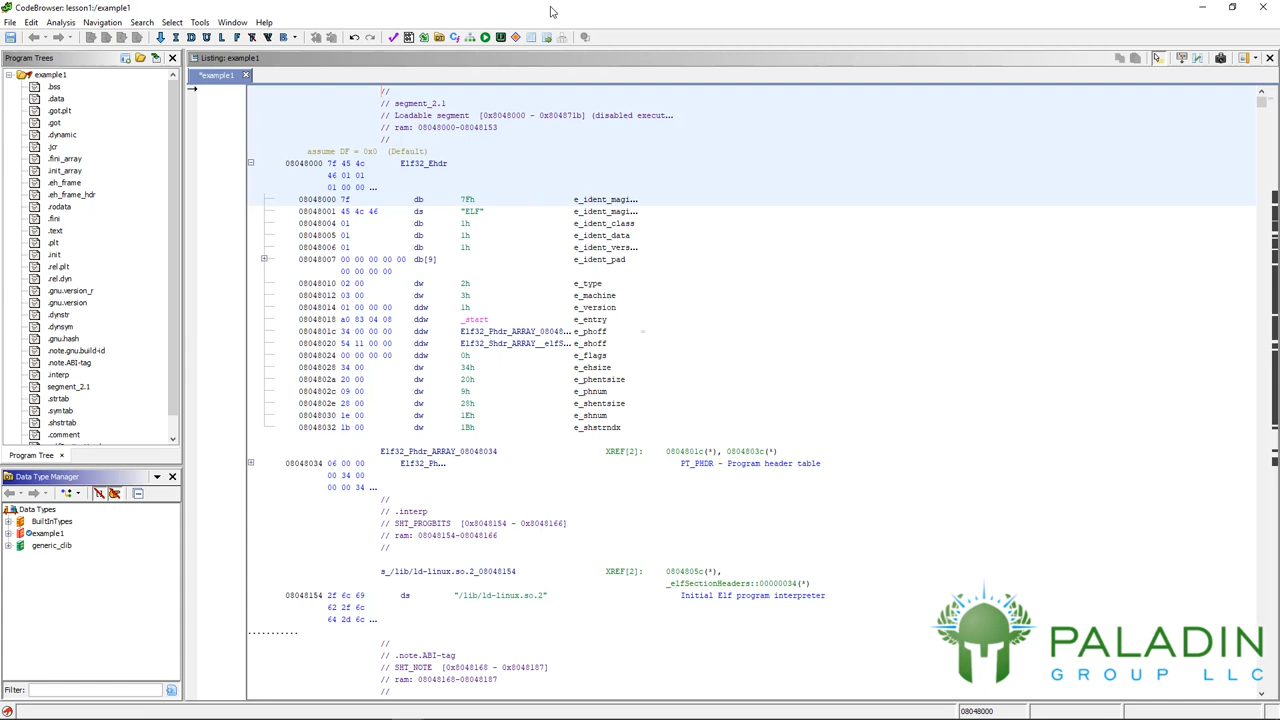 CodeBrowser: lesson1:/example1
File Edit Analysis Navigation Search Select Tools Window Help
I D U L F R V B
Program Trees
Listing: example1
example1
.bss
.data
.got.plt
.got
.dynamic
.jcr
.fini_array
.init_array
.eh_frame
.eh_frame_hdr
.rodata
.fini
.text
.plt
.init
.rel.plt
.rel.dyn
.gnu.version_r
.gnu.version
.dynstr
.dynsym
.gnu.hash
.note.gnu.build-id
.note.ABI-tag
.interp
segment_2.1
.strtab
.symtab
.shstrtab
.comment
Program Tree
Data Type Manager
Data Types
BuiltInTypes
example1
generic_clib
Filter:
*example1
//
// segment_2.1
// Loadable segment [0x8048000 - 0x804871b] (disabled execut...
// ram: 08048000-08048153
//
assume DF = 0x0 (Default)
08048000 7f 45 4c Elf32_Ehdr
46 01 01
01 00 00 ...
08048000 7f db 7Fh e_ident_magi...
08048001 45 4c 46 ds "ELF" e_ident_magi...
08048004 01 db 1h e_ident_class
08048005 01 db 1h e_ident_data
08048006 01 db 1h e_ident_vers...
08048007 00 00 00 00 00 db[9] e_ident_pad
00 00 00 00
08048010 02 00 dw 2h e_type
08048012 03 00 dw 3h e_machine
08048014 01 00 00 00 ddw 1h e_version
08048018 a0 83 04 08 ddw _start e_entry
0804801c 34 00 00 00 ddw Elf32_Phdr_ARRAY_08048... e_phoff
08048020 54 11 00 00 ddw Elf32_Shdr_ARRAY__elfS... e_shoff
08048024 00 00 00 00 ddw 0h e_flags
08048028 34 00 dw 34h e_ehsize
0804802a 20 00 dw 20h e_phentsize
0804802c 09 00 dw 9h e_phnum
0804802e 28 00 dw 28h e_shentsize
08048030 1e 00 dw 1Eh e_shnum
08048032 1b 00 dw 1Bh e_shstrndx
Elf32_Phdr_ARRAY_08048034 XREF[2]: 0804801c(*), 0804803c(*)
08048034 06 00 00 Elf32_Ph... PT_PHDR - Program header table
00 34 00
00 00 34 ...
//
// .interp
// SHT_PROGBITS [0x8048154 - 0x8048166]
// ram: 08048154-08048166
//
s_/lib/ld-linux.so.2_08048154 XREF[2]: 0804805c(*),
_elfSectionHeaders::00000034(*)
08048154 2f 6c 69 ds "/lib/ld-linux.so.2" Initial Elf program interpreter
62 2f 6c
64 2d 6c ...
//
// .note.ABI-tag
// SHT_NOTE [0x8048168 - 0x8048187]
// ram: 08048168-08048187
//
PALADIN
GROUP LLC
08048000